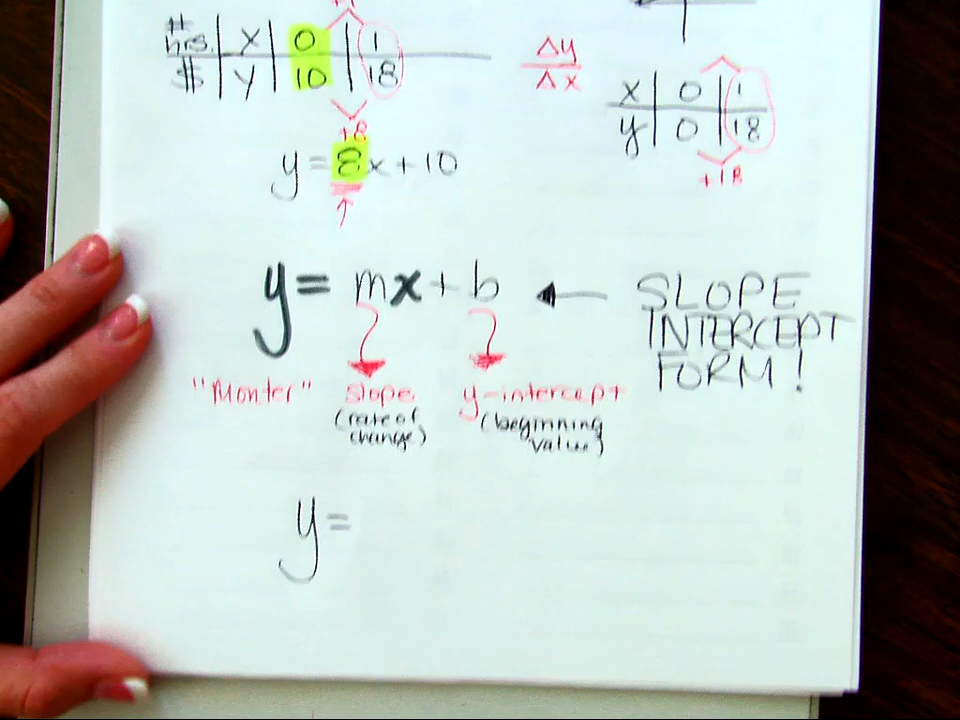 # hrs. | x | 0 | 1
$ | y | 10 | 18
+8
Δy
Δx
x | 0 | 1
y | 0 | 18
+18
y = 8x + 10
y = mx + b ← SLOPE
INTERCEPT
FORM!
"Monter" slope y-intercept
(rate of change) (beginning value)
y =